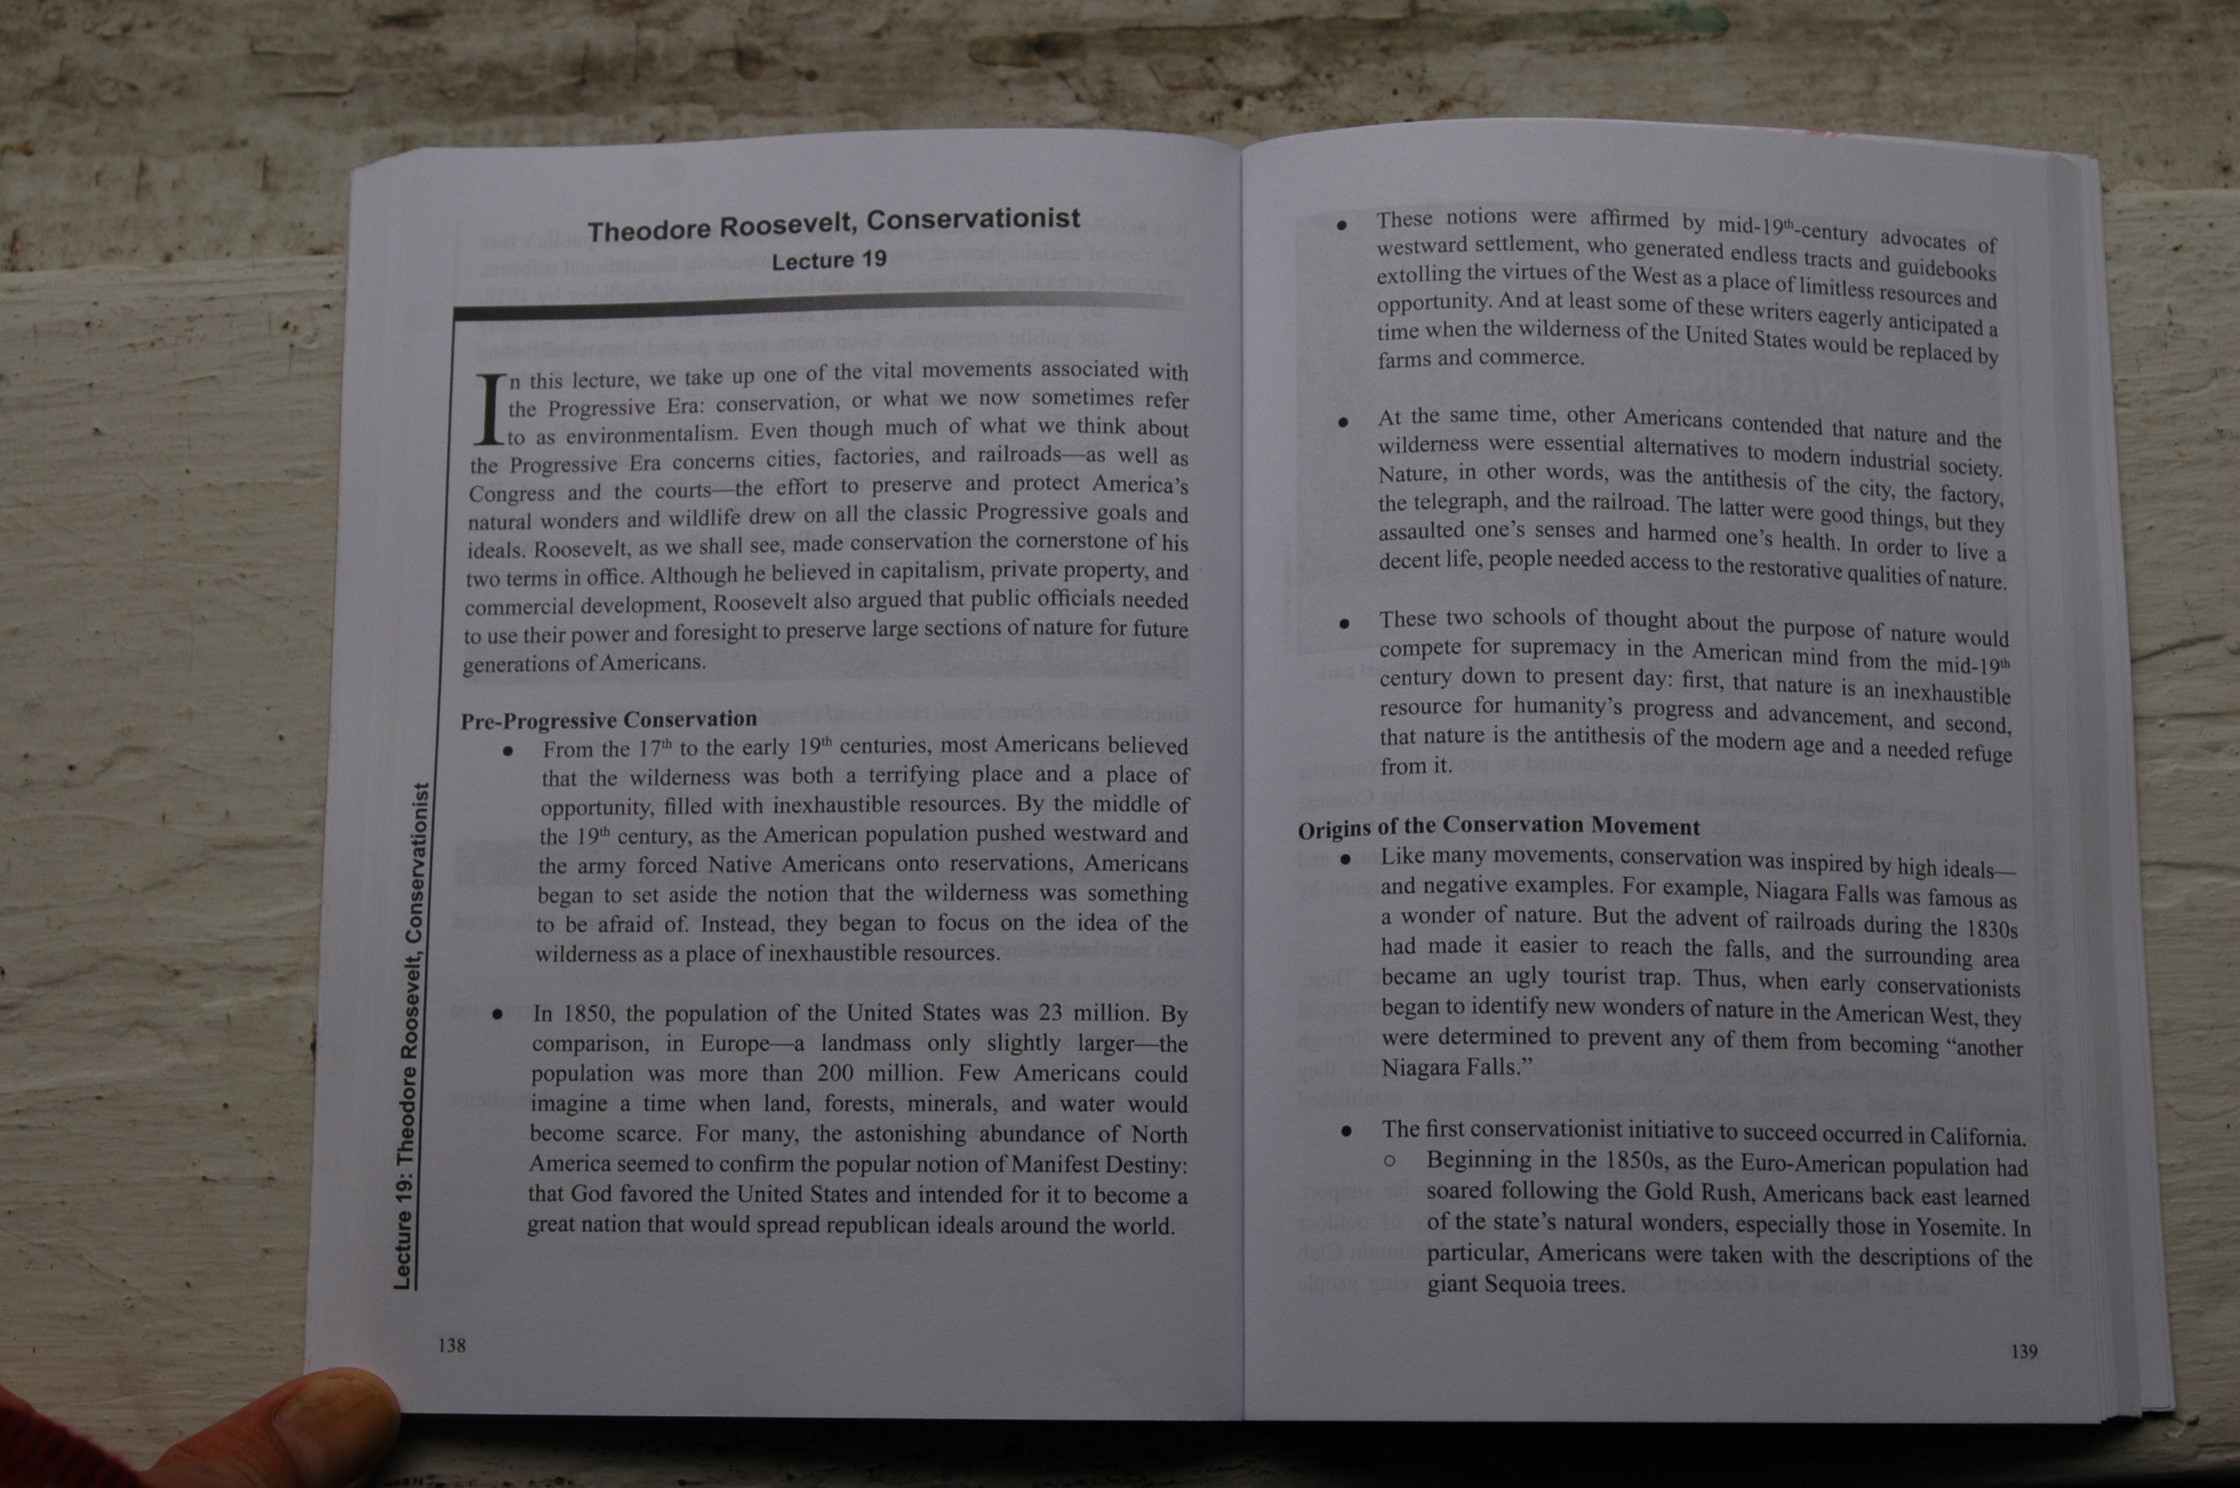 Theodore Roosevelt, Conservationist
Lecture 19
In this lecture, we take up one of the vital movements associated with
the Progressive Era: conservation, or what we now sometimes refer
to as environmentalism. Even though much of what we think about
the Progressive Era concerns cities, factories, and railroads—as well as
Congress and the courts—the effort to preserve and protect America's
natural wonders and wildlife drew on all the classic Progressive goals and
ideals. Roosevelt, as we shall see, made conservation the cornerstone of his
two terms in office. Although he believed in capitalism, private property, and
commercial development, Roosevelt also argued that public officials needed
to use their power and foresight to preserve large sections of nature for future
generations of Americans.
Pre-Progressive Conservation
• From the 17th to the early 19th centuries, most Americans believed
that the wilderness was both a terrifying place and a place of
opportunity, filled with inexhaustible resources. By the middle of
the 19th century, as the American population pushed westward and
the army forced Native Americans onto reservations, Americans
began to set aside the notion that the wilderness was something
to be afraid of. Instead, they began to focus on the idea of the
wilderness as a place of inexhaustible resources.
• In 1850, the population of the United States was 23 million. By
comparison, in Europe—a landmass only slightly larger—the
population was more than 200 million. Few Americans could
imagine a time when land, forests, minerals, and water would
become scarce. For many, the astonishing abundance of North
America seemed to confirm the popular notion of Manifest Destiny:
that God favored the United States and intended for it to become a
great nation that would spread republican ideals around the world.
Lecture 19: Theodore Roosevelt, Conservationist
138
• These notions were affirmed by mid-19th-century advocates of
westward settlement, who generated endless tracts and guidebooks
extolling the virtues of the West as a place of limitless resources and
opportunity. And at least some of these writers eagerly anticipated a
time when the wilderness of the United States would be replaced by
farms and commerce.
• At the same time, other Americans contended that nature and the
wilderness were essential alternatives to modern industrial society.
Nature, in other words, was the antithesis of the city, the factory,
the telegraph, and the railroad. The latter were good things, but they
assaulted one's senses and harmed one's health. In order to live a
decent life, people needed access to the restorative qualities of nature.
• These two schools of thought about the purpose of nature would
compete for supremacy in the American mind from the mid-19th
century down to present day: first, that nature is an inexhaustible
resource for humanity's progress and advancement, and second,
that nature is the antithesis of the modern age and a needed refuge
from it.
Origins of the Conservation Movement
• Like many movements, conservation was inspired by high ideals—
and negative examples. For example, Niagara Falls was famous as
a wonder of nature. But the advent of railroads during the 1830s
had made it easier to reach the falls, and the surrounding area
became an ugly tourist trap. Thus, when early conservationists
began to identify new wonders of nature in the American West, they
were determined to prevent any of them from becoming “another
Niagara Falls.”
• The first conservationist initiative to succeed occurred in California.
○ Beginning in the 1850s, as the Euro-American population had
soared following the Gold Rush, Americans back east learned
of the state's natural wonders, especially those in Yosemite. In
particular, Americans were taken with the descriptions of the
giant Sequoia trees.
139